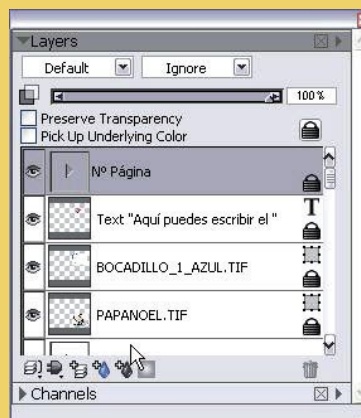 Layers
Default Ignore
100%
Preserve Transparency
Pick Up Underlying Color
Nº Página
Text "Aquí puedes escribir el "
T
BOCADILLO_1_AZUL.TIF
PAPANOEL.TIF
Channels